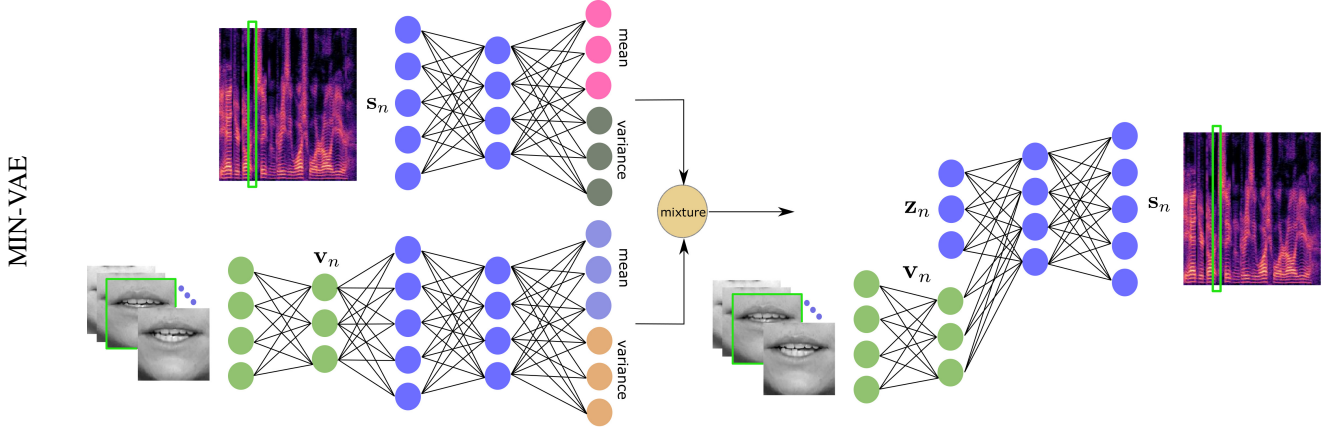 MIN-VAE
s_n
mean
variance
v_n
mean
variance
mixture
z_n
v_n
s_n